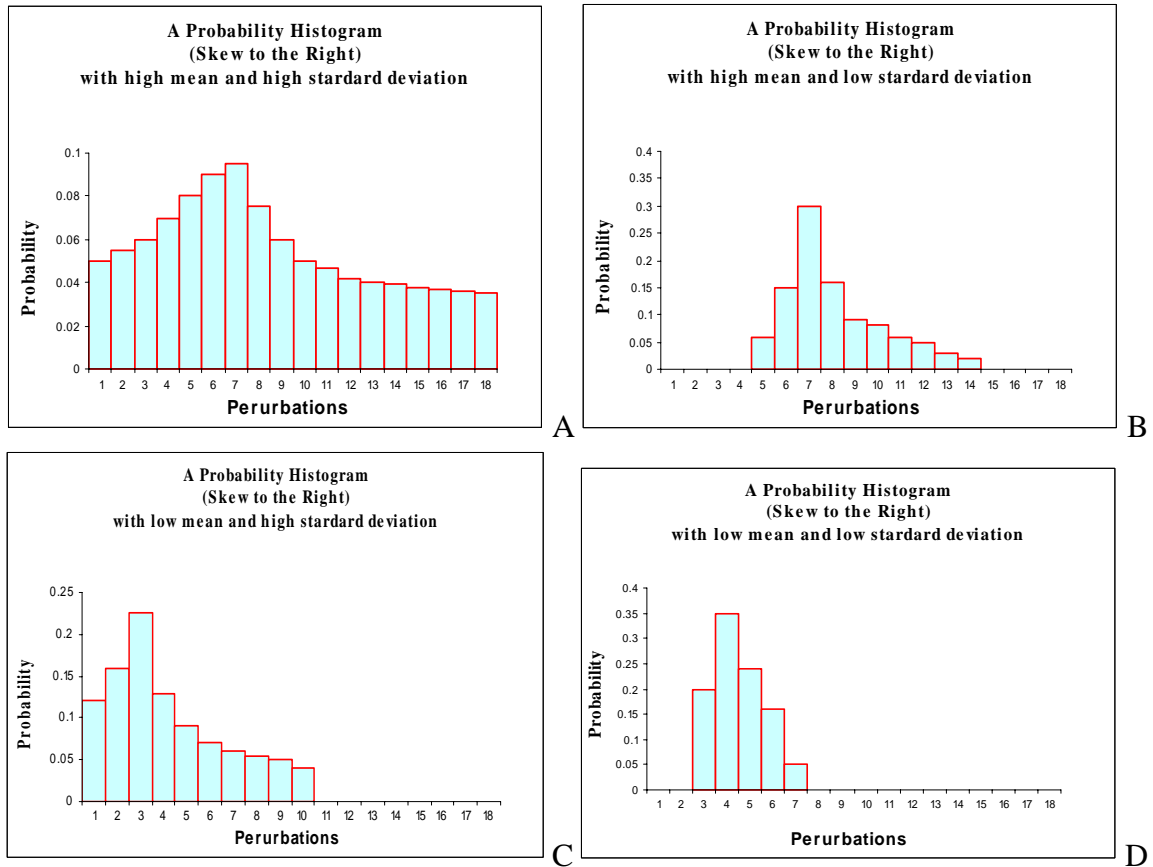 A Probability Histogram
(Skew to the Right)
with high mean and high stardard deviation
0.1
0.08
0.06
0.04
0.02
0
Probability
1 2 3 4 5 6 7 8 9 10 11 12 13 14 15 16 17 18
Perurbations
A
A Probability Histogram
(Skew to the Right)
with high mean and low stardard deviation
0.4
0.35
0.3
0.25
0.2
0.15
0.1
0.05
0
Probability
1 2 3 4 5 6 7 8 9 10 11 12 13 14 15 16 17 18
Perurbations
B
A Probability Histogram
(Skew to the Right)
with low mean and high stardard deviation
0.25
0.2
0.15
0.1
0.05
0
Probability
1 2 3 4 5 6 7 8 9 10 11 12 13 14 15 16 17 18
Perurbations
C
A Probability Histogram
(Skew to the Right)
with low mean and low stardard deviation
0.4
0.35
0.3
0.25
0.2
0.15
0.1
0.05
0
Probability
1 2 3 4 5 6 7 8 9 10 11 12 13 14 15 16 17 18
Perurbations
D